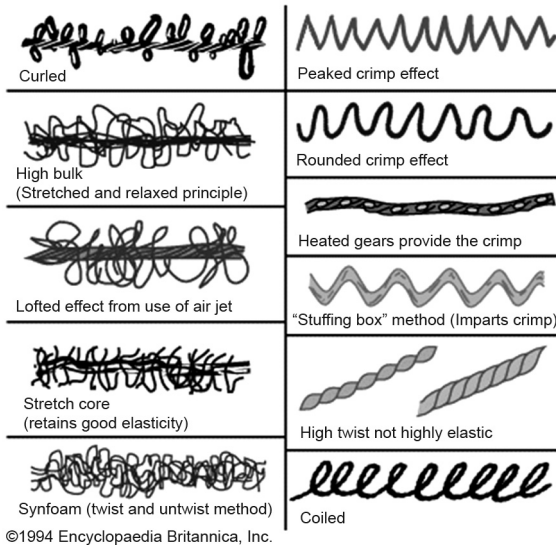 Curled
High bulk
(Stretched and relaxed principle)
Lofted effect from use of air jet
Stretch core
(retains good elasticity)
Synfoam (twist and untwist method)
Peaked crimp effect
Rounded crimp effect
Heated gears provide the crimp
“Stuffing box” method (Imparts crimp)
High twist not highly elastic
Coiled
©1994 Encyclopaedia Britannica, Inc.